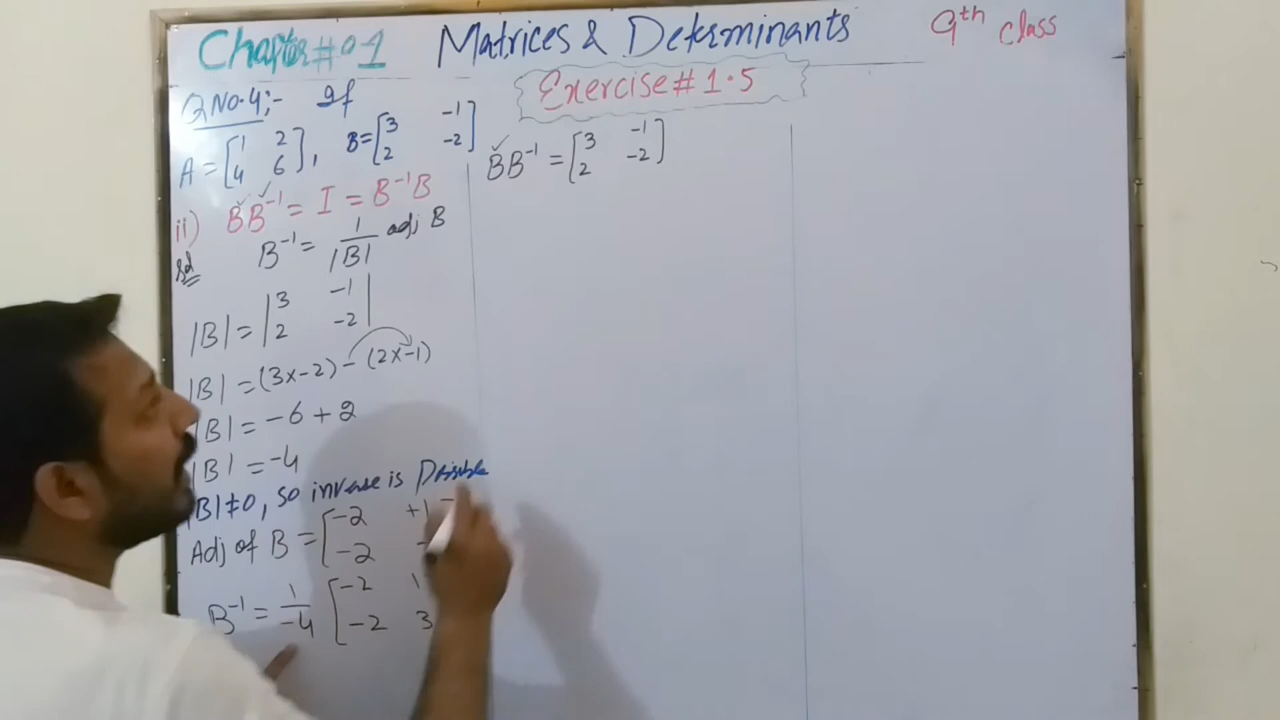 Chapter # 01 Matrices & Determinants 9th class
Exercise # 1.5
Q No.4:- If
A = [1 2
4 6], B = [3 -1
2 -2]
ii) BB⁻¹ = I = B⁻¹B
Sol B⁻¹ = 1/|B| adj B
|B| = |3 -1
2 -2|
|B| = (3x-2) - (2x-1)
|B| = -6 + 2
|B| = -4
|B| ≠ 0, so inverse is
Adj of B = [-2 +1
-2
B⁻¹ = 1/-4 [-2 1
-2 3
BB⁻¹ = [3 -1
2 -2]